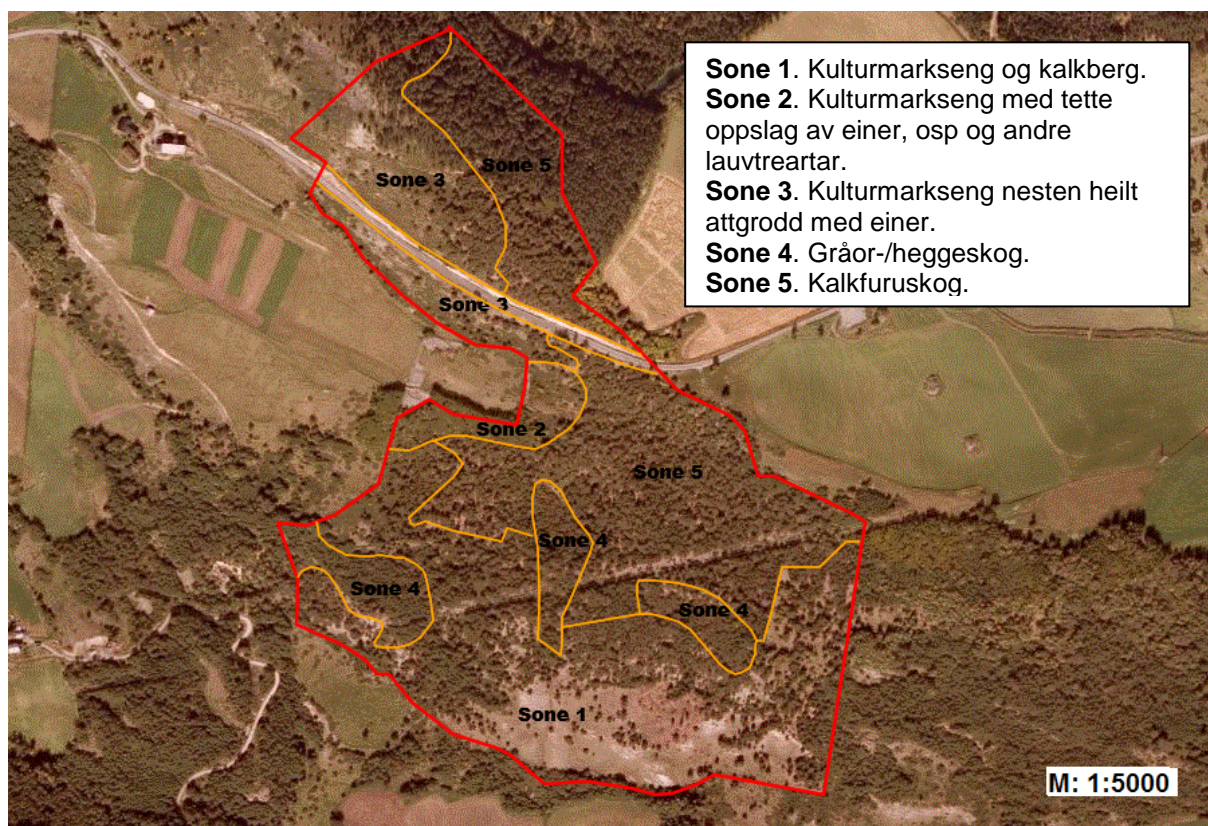 Sone 1. Kulturmarkseng og kalkberg.
Sone 2. Kulturmarkseng med tette
oppslag av einer, osp og andre
lauvtreartar.
Sone 3. Kulturmarkseng nesten heilt
attgrodd med einer.
Sone 4. Gråor-/heggeskog.
Sone 5. Kalkfuruskog.
Sone 5
Sone 3
Sone 3
Sone 2
Sone 5
Sone 4
Sone 4
Sone 4
Sone 1
M: 1:5000